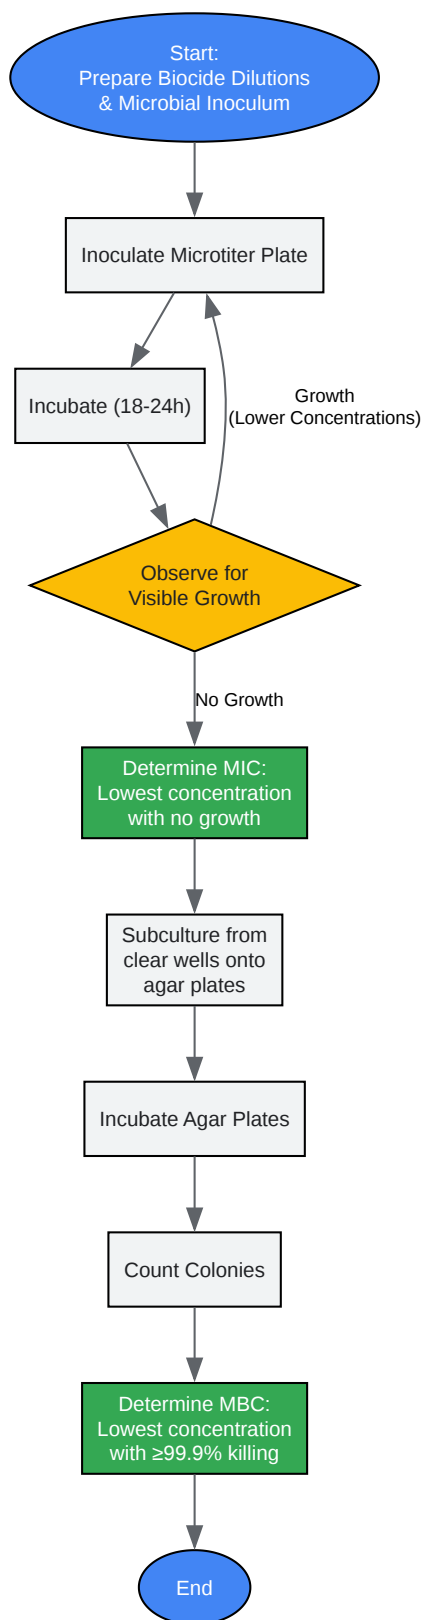 Start:
Prepare Biocide Dilutions
& Microbial Inoculum
Inoculate Microtiter Plate
Incubate (18-24h)
Growth
(Lower Concentrations)
Observe for
Visible Growth
No Growth
Determine MIC:
Lowest concentration
with no growth
Subculture from
clear wells onto
agar plates
Incubate Agar Plates
Count Colonies
Determine MBC:
Lowest concentration
with ≥99.9% killing
End